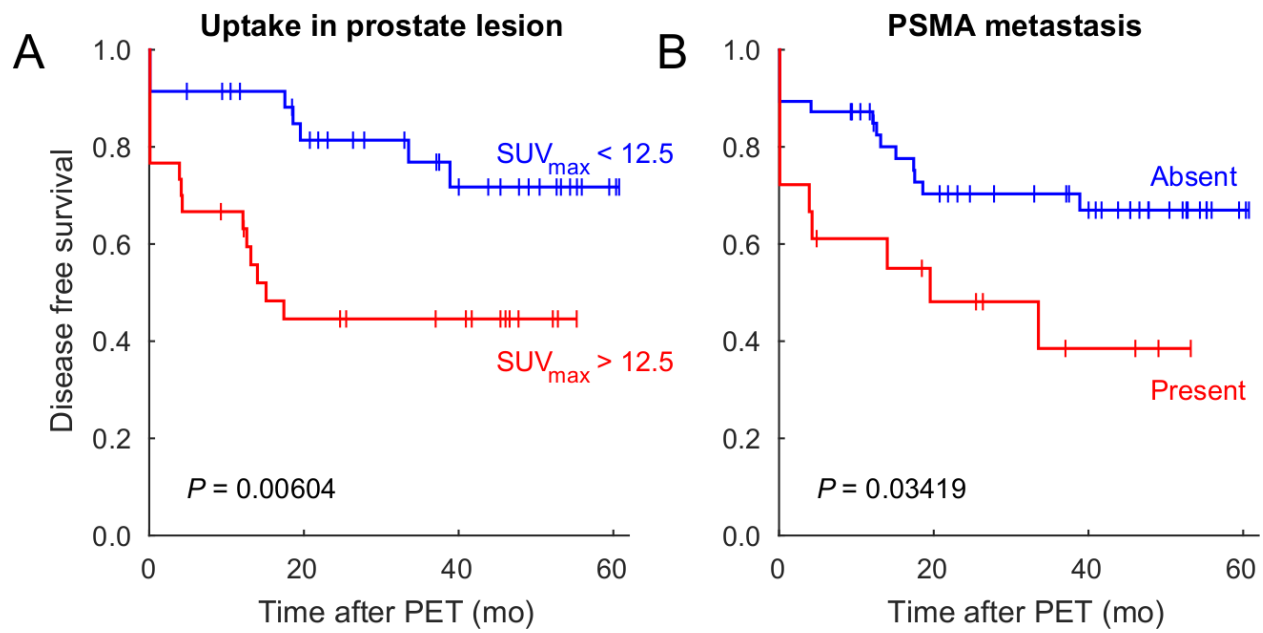 A
Uptake in prostate lesion
1.0
0.8
0.6
0.4
0.2
0.0
Disease free survival
SUVmax < 12.5
SUVmax > 12.5
P = 0.00604
0 20 40 60
Time after PET (mo)
B
PSMA metastasis
1.0
0.8
0.6
0.4
0.2
0.0
Absent
Present
P = 0.03419
0 20 40 60
Time after PET (mo)